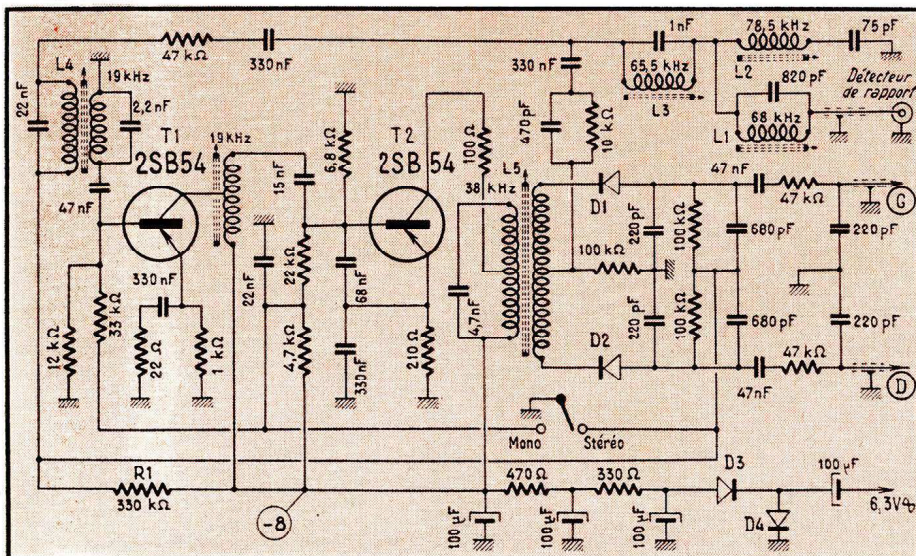 1nF
78,5 kHz
75 pF
47 kΩ
330 nF
330 nF
L4
19 kHz
65,5 kHz
L2
820 pF
Détecteur
de rapport
22 nF
2,2 nF
L3
470 pF
10 kΩ
68 kHz
L1
T1
2SB54
19 kHz
T2
2SB54
6,8 kΩ
100 Ω
L5
38 kHz
15 nF
47 nF
47 kΩ
G
47 nF
D1
100 kΩ
220 pF
100 kΩ
680 pF
220 pF
330 nF
22 nF
22 kΩ
68 nF
4,7 nF
220 pF
100 kΩ
680 pF
220 pF
12 kΩ
33 kΩ
22 Ω
1 kΩ
4,7 kΩ
330 nF
210 Ω
D2
47 nF
47 kΩ
D
Mono
Stéréo
R1
330 kΩ
-8
470 Ω
330 Ω
D3
100 µF
6,3V
100 µF
100 µF
100 µF
D4